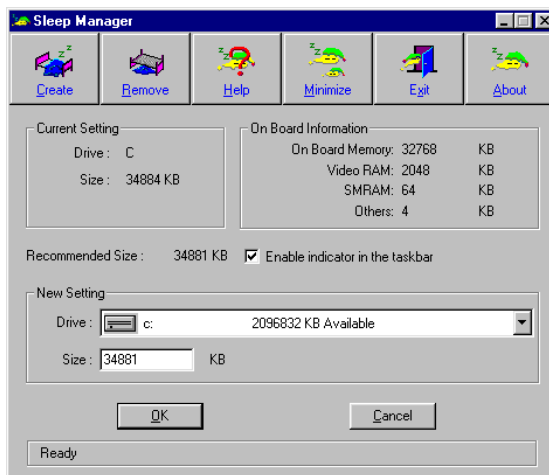 Sleep Manager
Create Remove Help Minimize Exit About
Current Setting
Drive : C
Size : 34884 KB
On Board Information
On Board Memory: 32768 KB
Video RAM: 2048 KB
SMRAM: 64 KB
Others: 4 KB
Recommended Size : 34881 KB Enable indicator in the taskbar
New Setting
Drive : c: 2096832 KB Available
Size : 34881 KB
OK Cancel
Ready